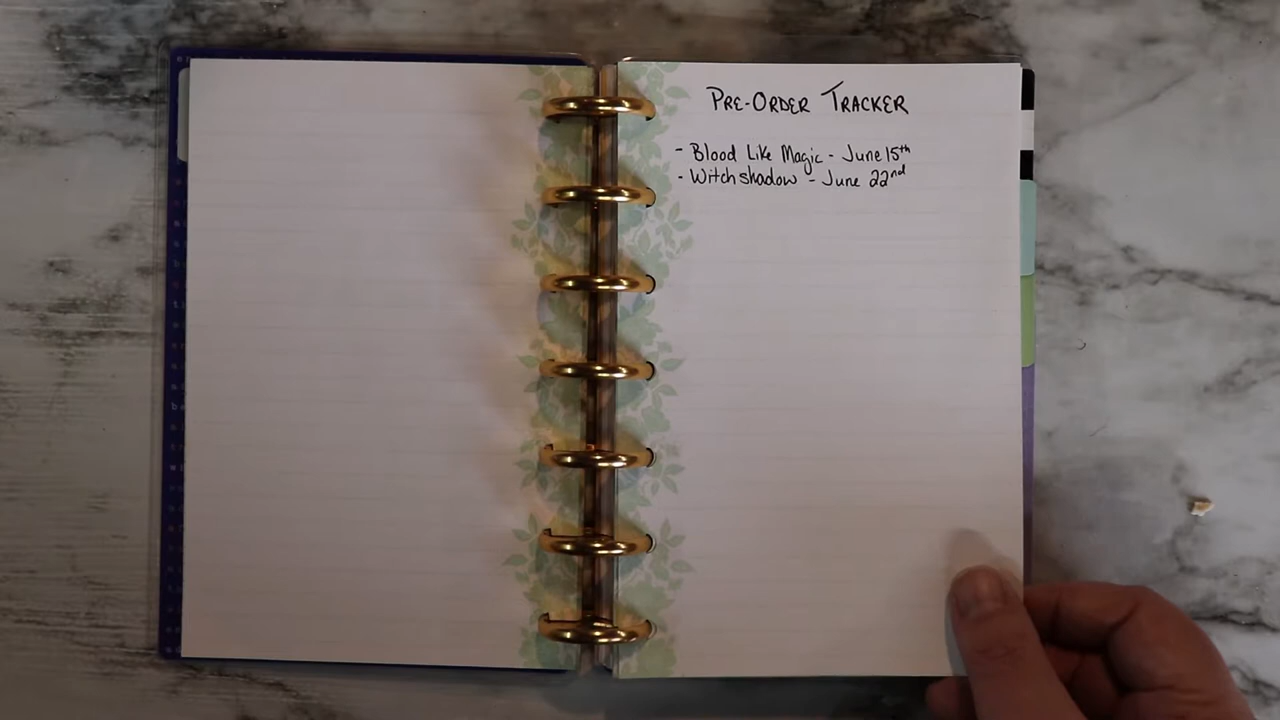 PRE-ORDER TRACKER
- Blood Like Magic - June 15th
- Witchshadow - June 22nd